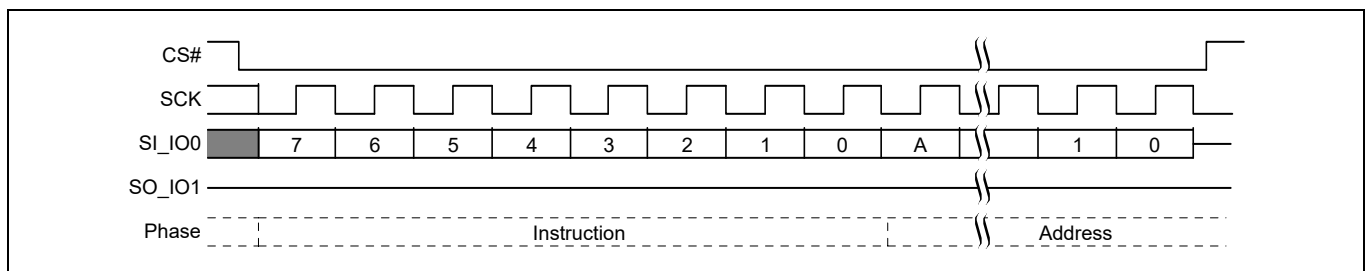 CS#
SCK
SI_IO0 7 6 5 4 3 2 1 0 A 1 0
SO_IO1
Phase Instruction Address